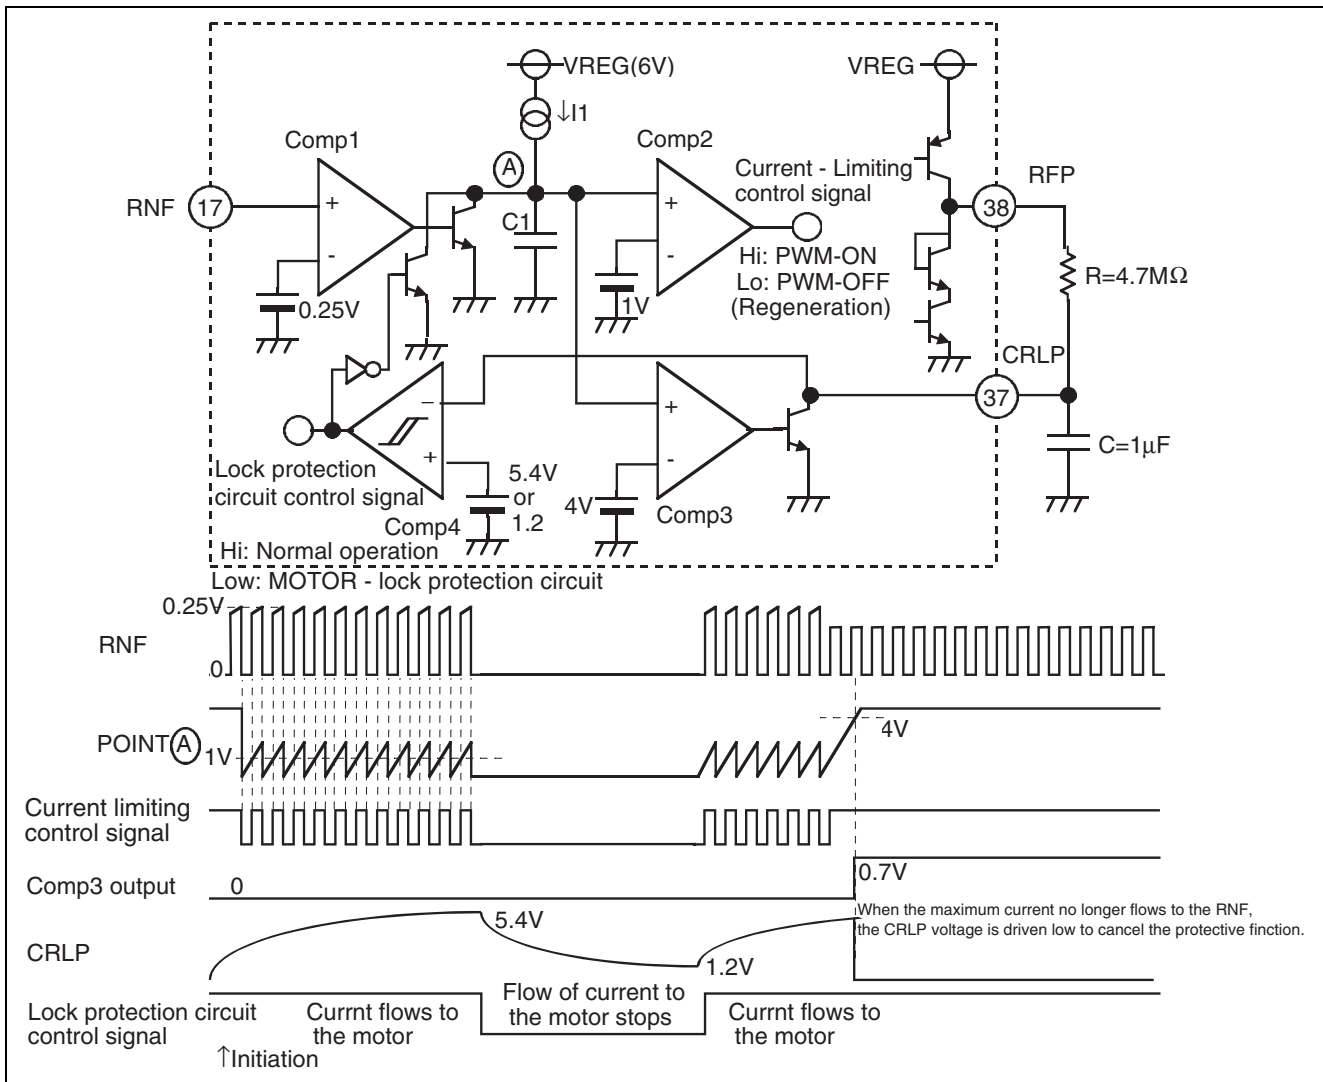 VREG(6V)
VREG
↓I1
Comp1
Comp2
A
Current - Limiting
control signal
RFP
RNF
17
+
-
C1
+
-
38
Hi: PWM-ON
Lo: PWM-OFF
(Regeneration)
0.25V
1V
R=4.7MΩ
CRLP
37
−
+
+
-
C=1µF
Lock protection
circuit control signal
5.4V
or
1.2
4V
Comp4
Comp3
Hi: Normal operation
Low: MOTOR - lock protection circuit
0.25V
RNF
0
POINT A
1V
4V
Current limiting
control signal
Comp3 output
0
0.7V
When the maximum current no longer flows to the RNF,
the CRLP voltage is driven low to cancel the protective finction.
5.4V
CRLP
1.2V
Lock protection circuit
control signal
Currnt flows to
the motor
Flow of current to
the motor stops
Currnt flows to
the motor
↑Initiation